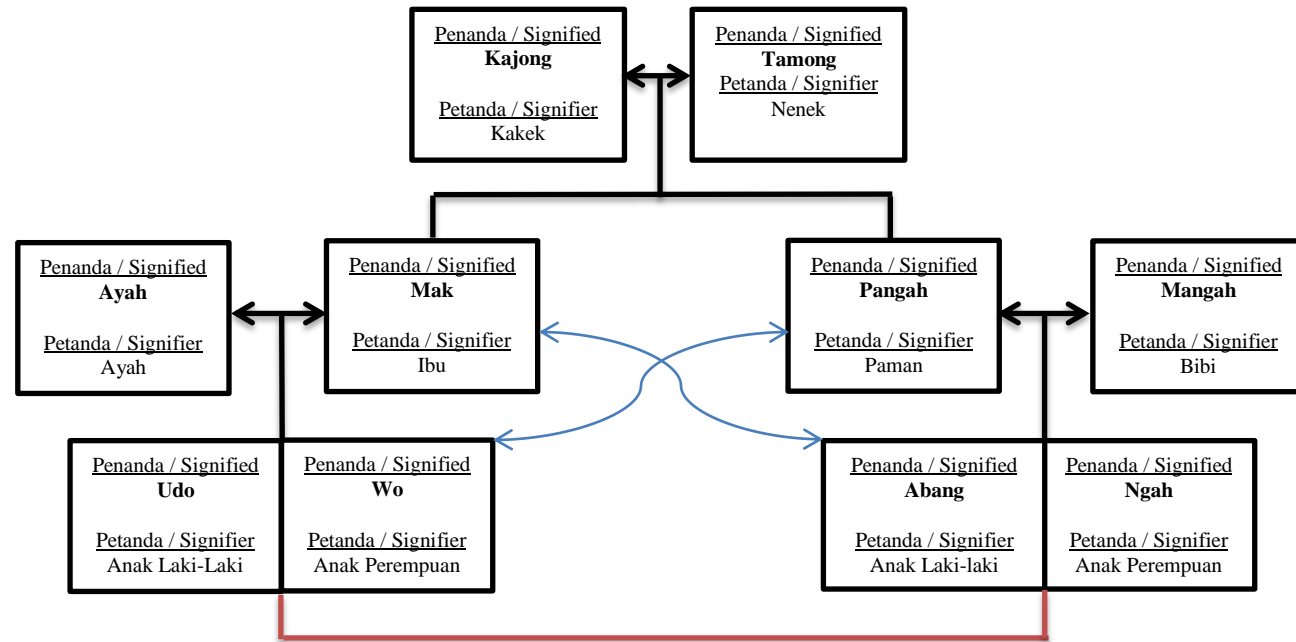 Penanda / Signified
Kajong
Petanda / Signifier
Kakek
Penanda / Signified
Tamong
Petanda / Signifier
Nenek
Penanda / Signified
Ayah
Petanda / Signifier
Ayah
Penanda / Signified
Mak
Petanda / Signifier
Ibu
Penanda / Signified
Pangah
Petanda / Signifier
Paman
Penanda / Signified
Mangah
Petanda / Signifier
Bibi
Penanda / Signified
Udo
Petanda / Signifier
Anak Laki-Laki
Penanda / Signified
Wo
Petanda / Signifier
Anak Perempuan
Penanda / Signified
Abang
Petanda / Signifier
Anak Laki-laki
Penanda / Signified
Ngah
Petanda / Signifier
Anak Perempuan